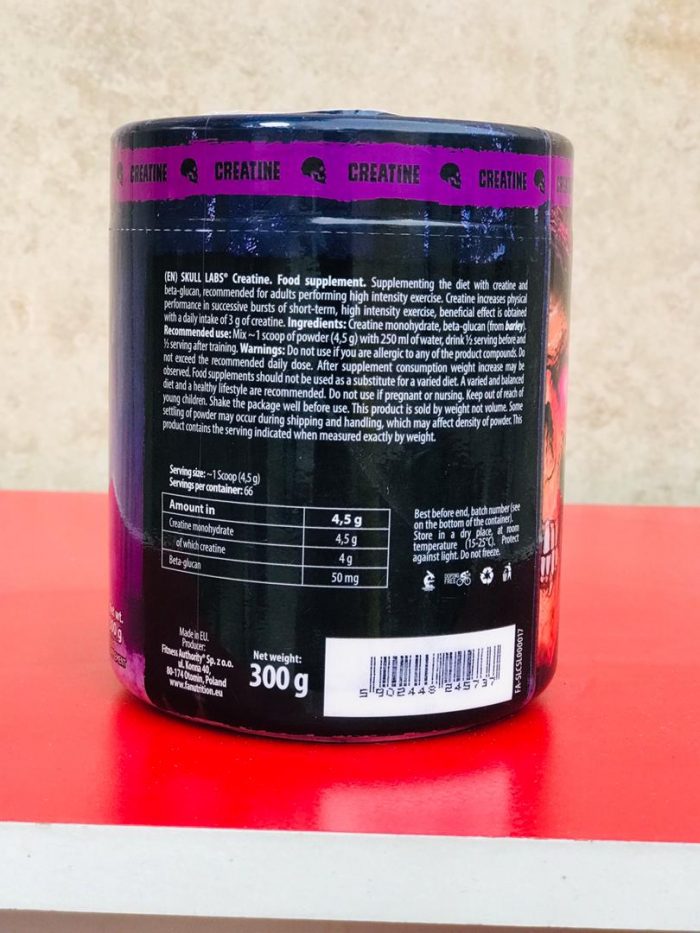 CREATINE CREATINE CREATINE CREATINE
(EN) SKULL LABS® Creatine. Food supplement. Supplementing the diet with creatine and
beta-glucan, recommended for adults performing high intensity exercise. Creatine increases physical
performance in successive bursts of short-term, high intensity exercise, beneficial effect is obtained
with a daily intake of 3 g of creatine. Ingredients: Creatine monohydrate, beta-glucan (from barley).
Recommended use: Mix ~1 scoop of powder (4,5 g) with 250 ml of water, drink ½ serving before and
½ serving after training. Warnings: Do not use if you are allergic to any of the product compounds. Do
not exceed the recommended daily dose. After supplement consumption weight increase may be
observed. Food supplements should not be used as a substitute for a varied diet. A varied and balanced
diet and a healthy lifestyle are recommended. Do not use if pregnant or nursing. Keep out of reach of
young children. Shake the package well before use. This product is sold by weight not volume. Some
settling of powder may occur during shipping and handling, which may affect density of powder. This
product contains the serving indicated when measured exactly by weight.
Serving size: ~1 Scoop (4,5 g)
Servings per container: 66
Amount in 4,5 g
Creatine monohydrate 4,5 g
of which creatine 4 g
Beta-glucan 50 mg
Best before end, batch number (see
on the bottom of the container).
Store in a dry place, at room
temperature (15-25°C). Protect
against light. Do not freeze.
Made in EU.
Producer:
Fitness Authority® Sp. z o.o.
ul. Konna 40,
80-174 Otomin, Poland
www.fanutrition.eu
Net weight:
300 g
5 902448 245737
FA-SLCSL000017